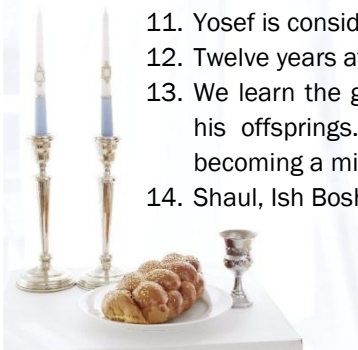 11. Yosef is consid
12. Twelve years a
13. We learn the g
his offsprings.
becoming a mi
14. Shaul, Ish Bosh